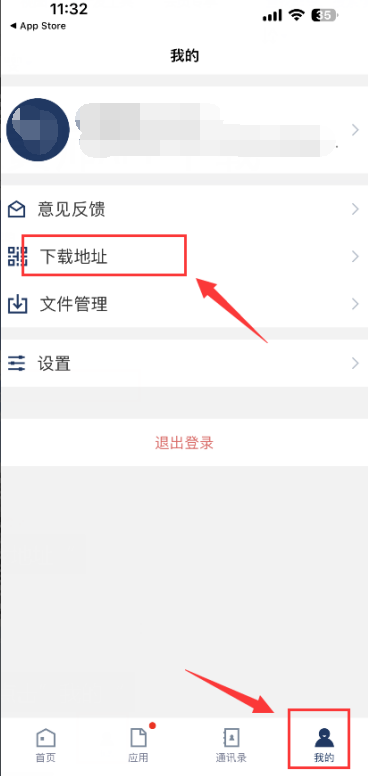 11:32
35
◀ App Store
我的
意见反馈
下载地址
文件管理
设置
退出登录
首页
应用
通讯录
我的